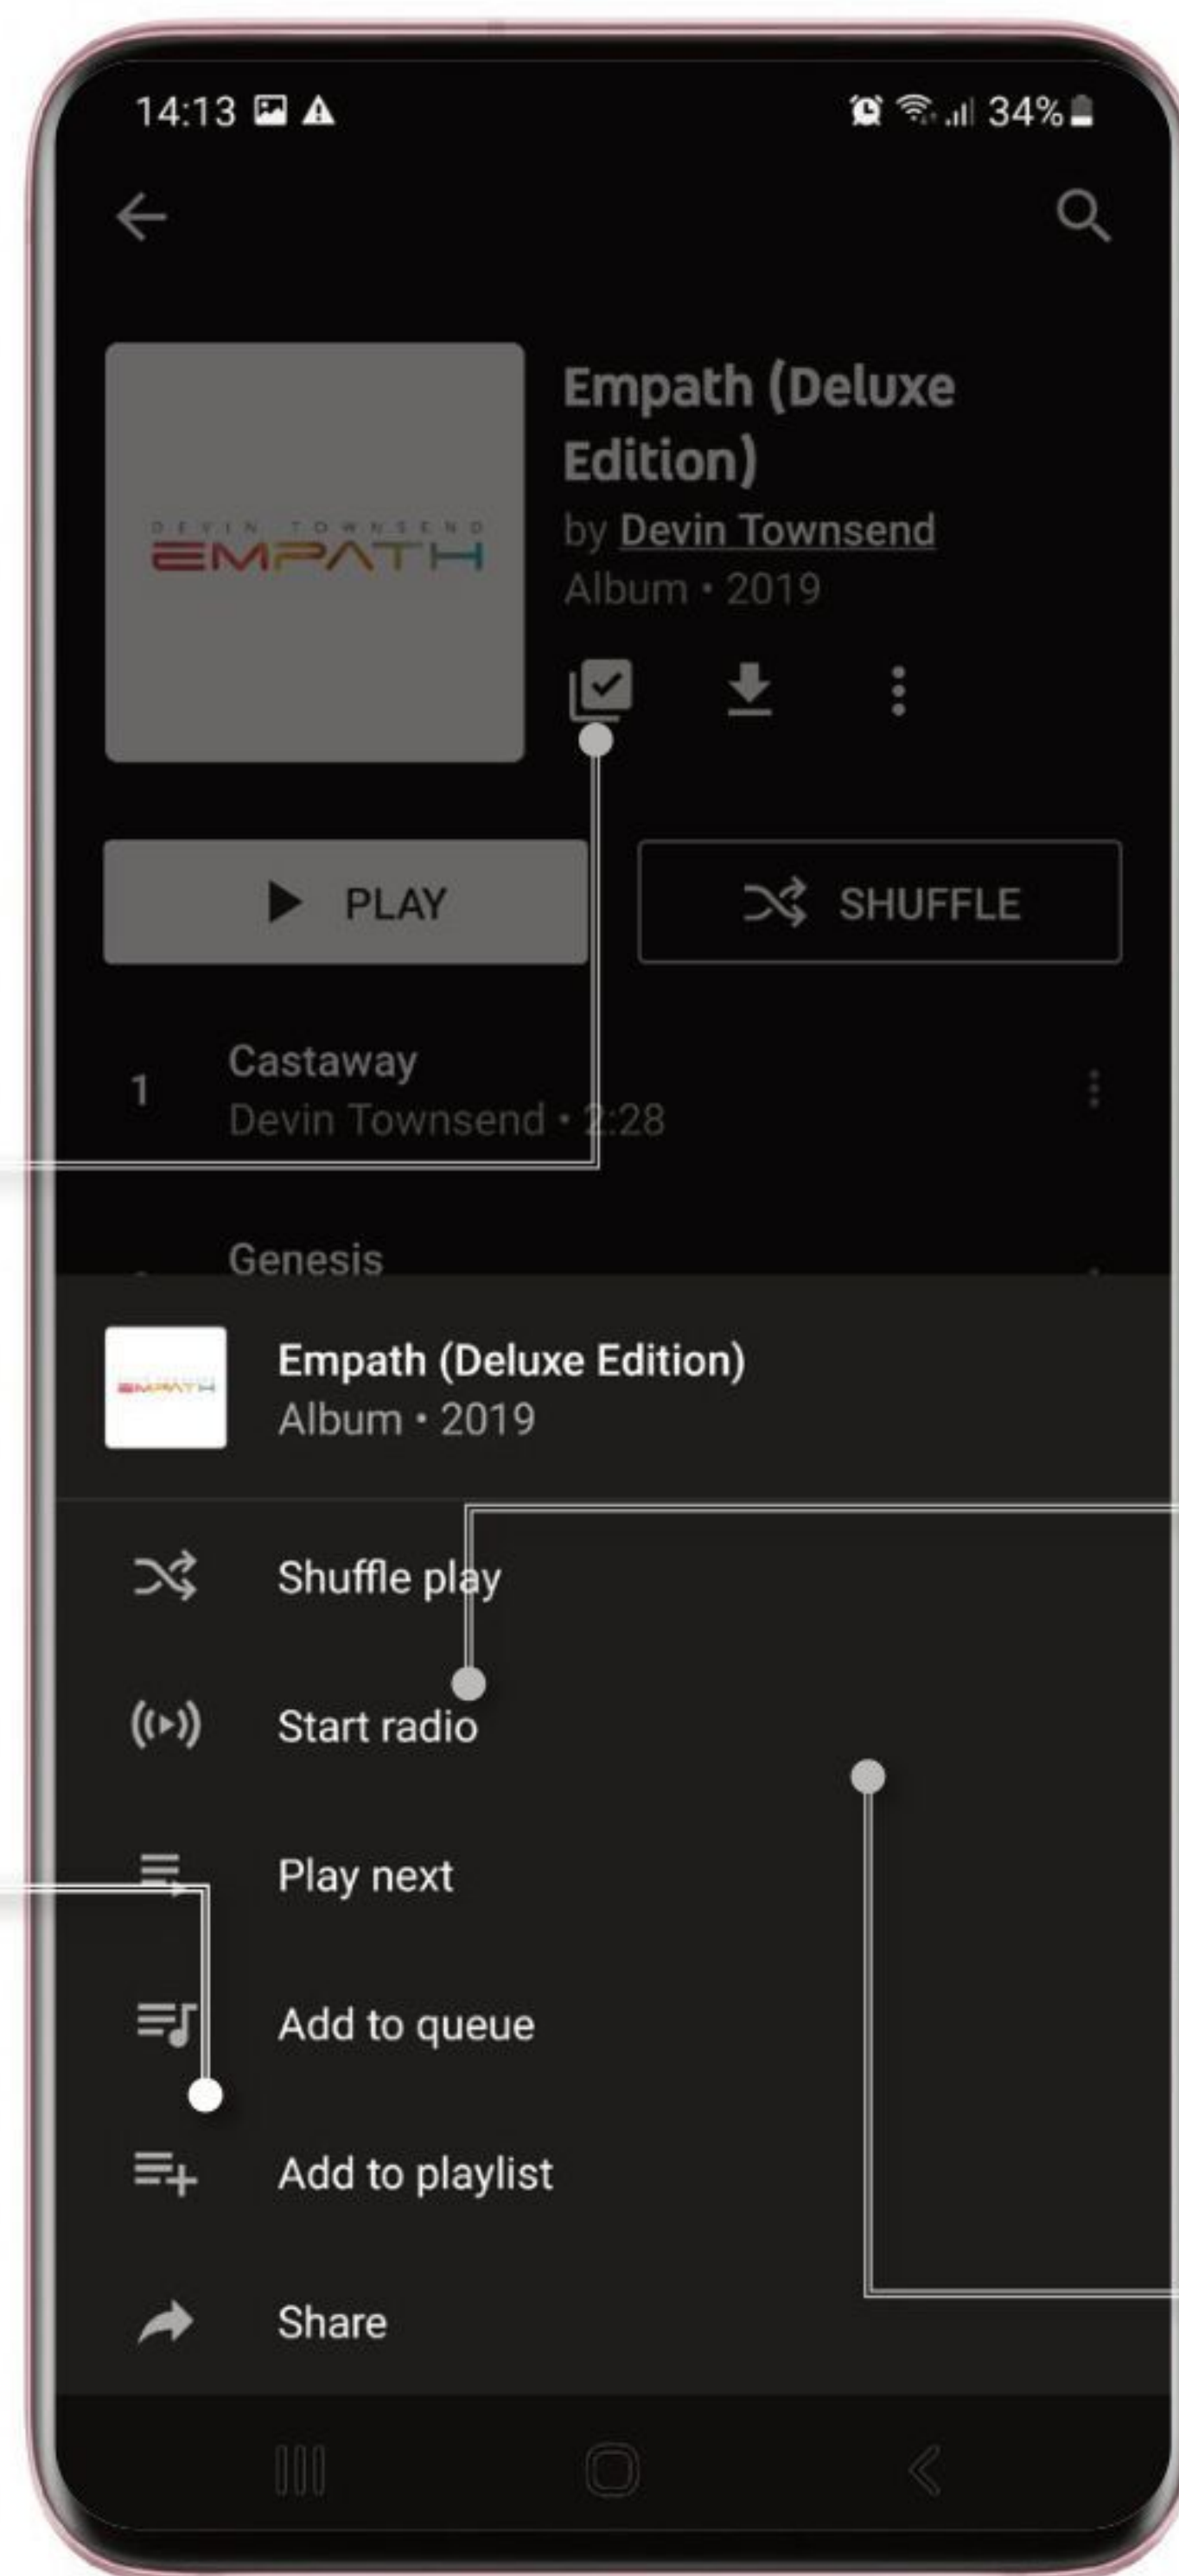 14:13
34%
Empath (Deluxe
Edition)
by Devin Townsend
Album • 2019
DEVIN TOWNSEND
EMPATH
PLAY
SHUFFLE
1
Castaway
Devin Townsend • 2:28
Genesis
EMPATH
Empath (Deluxe Edition)
Album • 2019
Shuffle play
Start radio
Play next
Add to queue
Add to playlist
Share